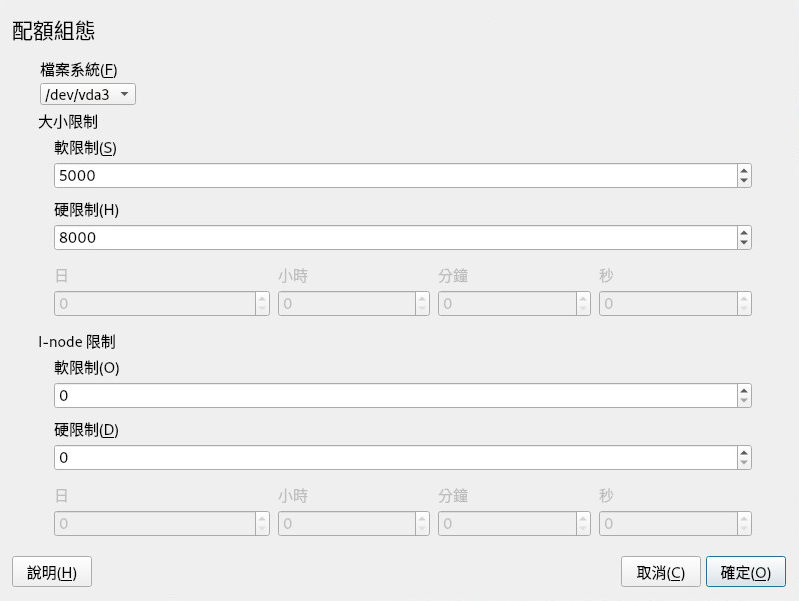 配額組態
檔案系統(F)
/dev/vda3
大小限制
軟限制(S)
5000
硬限制(H)
8000
日 小時 分鐘 秒
0 0 0 0
I-node 限制
軟限制(O)
0
硬限制(D)
0
日 小時 分鐘 秒
0 0 0 0
說明(H) 取消(C) 確定(O)